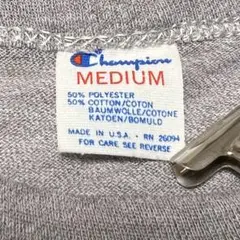 Champion
MEDIUM
50% POLYESTER
50% COTTON/COTON
BAUMWOLLE/COTONE
KATOEN/BOMULD
MADE IN U.S.A. - RN 26094
FOR CARE SEE REVERSE